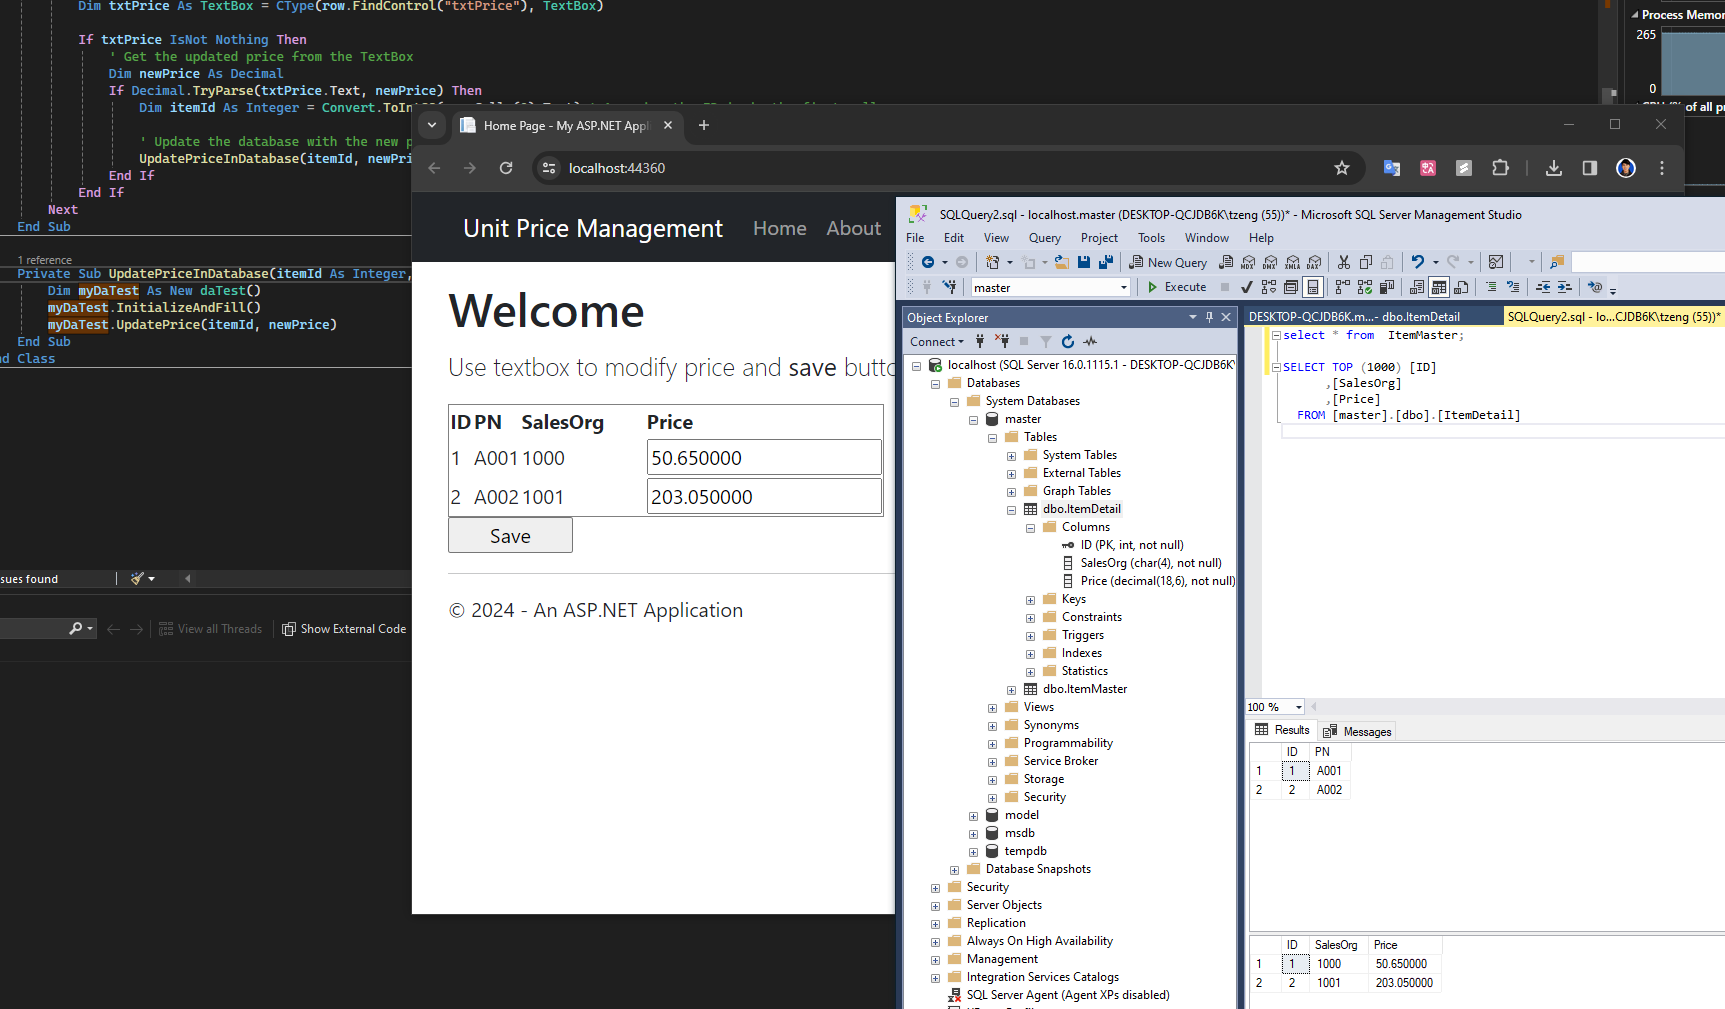 Dim txtPrice As TextBox = CType(row.FindControl("txtPrice"), TextBox)
If txtPrice IsNot Nothing Then
' Get the updated price from the TextBox
Dim newPrice As Decimal
If Decimal.TryParse(txtPrice.Text, newPrice) Then
Dim itemId As Integer =
' Update the database with the new
UpdatePriceInDatabase(itemId, newPri
End If
End If
Next
End Sub
1 reference
Private Sub UpdatePriceInDatabase(itemId As Integer,
Dim myDaTest As New daTest()
myDaTest.InitializeAndFill()
myDaTest.UpdatePrice(itemId, newPrice)
End Sub
nd Class
sues found
View all Threads
Show External Code
Process Memor
265
0
of all p
Home Page - My ASP.NET Appl
localhost:44360
Unit Price Management
Home
About
Welcome
Use textbox to modify price and save butto
ID PN SalesOrg Price
1 A001 1000 50.650000
2 A002 1001 203.050000
Save
© 2024 - An ASP.NET Application
SQLQuery2.sql - localhost.master (DESKTOP-QCJDB6K\tzeng (55))* - Microsoft SQL Server Management Studio
File Edit View Query Project Tools Window Help
New Query
MDX DMX XMLA DAX
master
Execute
Object Explorer
Connect
localhost (SQL Server 16.0.1115.1 - DESKTOP-QCJDB6K\
Databases
System Databases
master
Tables
System Tables
External Tables
Graph Tables
dbo.ItemDetail
Columns
ID (PK, int, not null)
SalesOrg (char(4), not null)
Price (decimal(18,6), not null)
Keys
Constraints
Triggers
Indexes
Statistics
dbo.ItemMaster
Views
Synonyms
Programmability
Service Broker
Storage
Security
model
msdb
tempdb
Database Snapshots
Security
Server Objects
Replication
Always On High Availability
Management
Integration Services Catalogs
SQL Server Agent (Agent XPs disabled)
DESKTOP-QCJDB6K.m...- dbo.ItemDetail
SQLQuery2.sql - lo...CJDB6K\tzeng (55))*
select * from ItemMaster;
SELECT TOP (1000) [ID]
,[SalesOrg]
,[Price]
FROM [master].[dbo].[ItemDetail]
100 %
Results
Messages
ID PN
1 1 A001
2 2 A002
ID SalesOrg Price
1 1 1000 50.650000
2 2 1001 203.050000